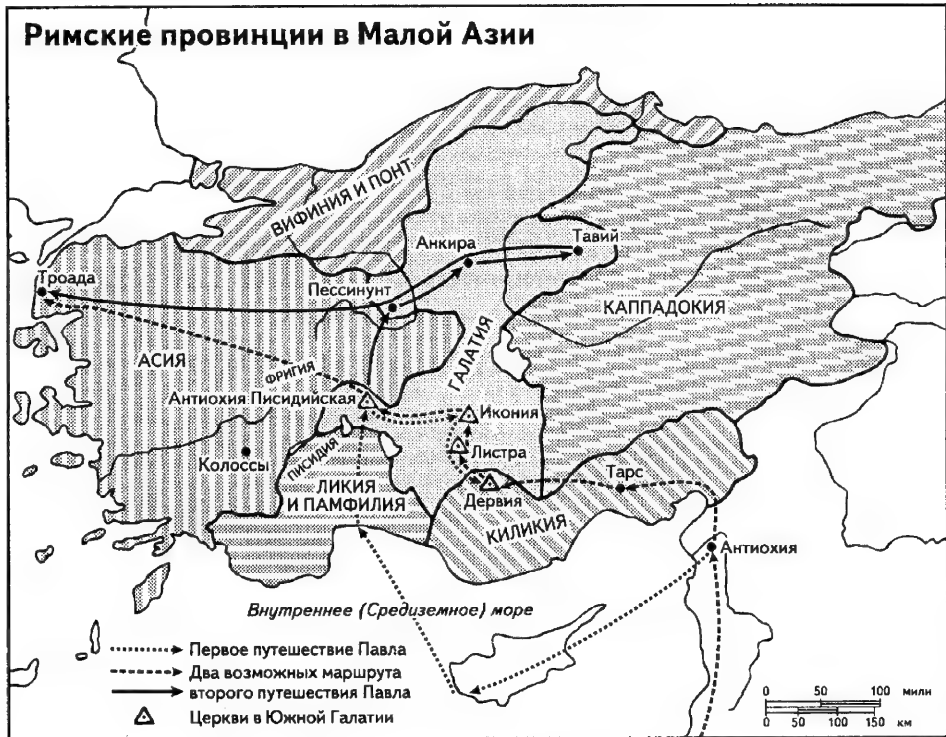 Римские провинции в Малой Азии
ВИФИНИЯ И ПОНТ
Анкира
Тавий
Троада
Пессинунт
КАППАДОКИЯ
АСИЯ
ФРИГИЯ
ГАЛАТИЯ
Антиохия Писидийская
Икония
Колоссы
ПИСИДИЯ
Листра
ЛИКИЯ
И ПАМФИЛИЯ
Дервия
Тарс
КИЛИКИЯ
Антиохия
Внутреннее (Средиземное) море
Первое путешествие Павла
Два возможных маршрута
второго путешествия Павла
Церкви в Южной Галатии
0 50 100 мили
0 50 100 150 км